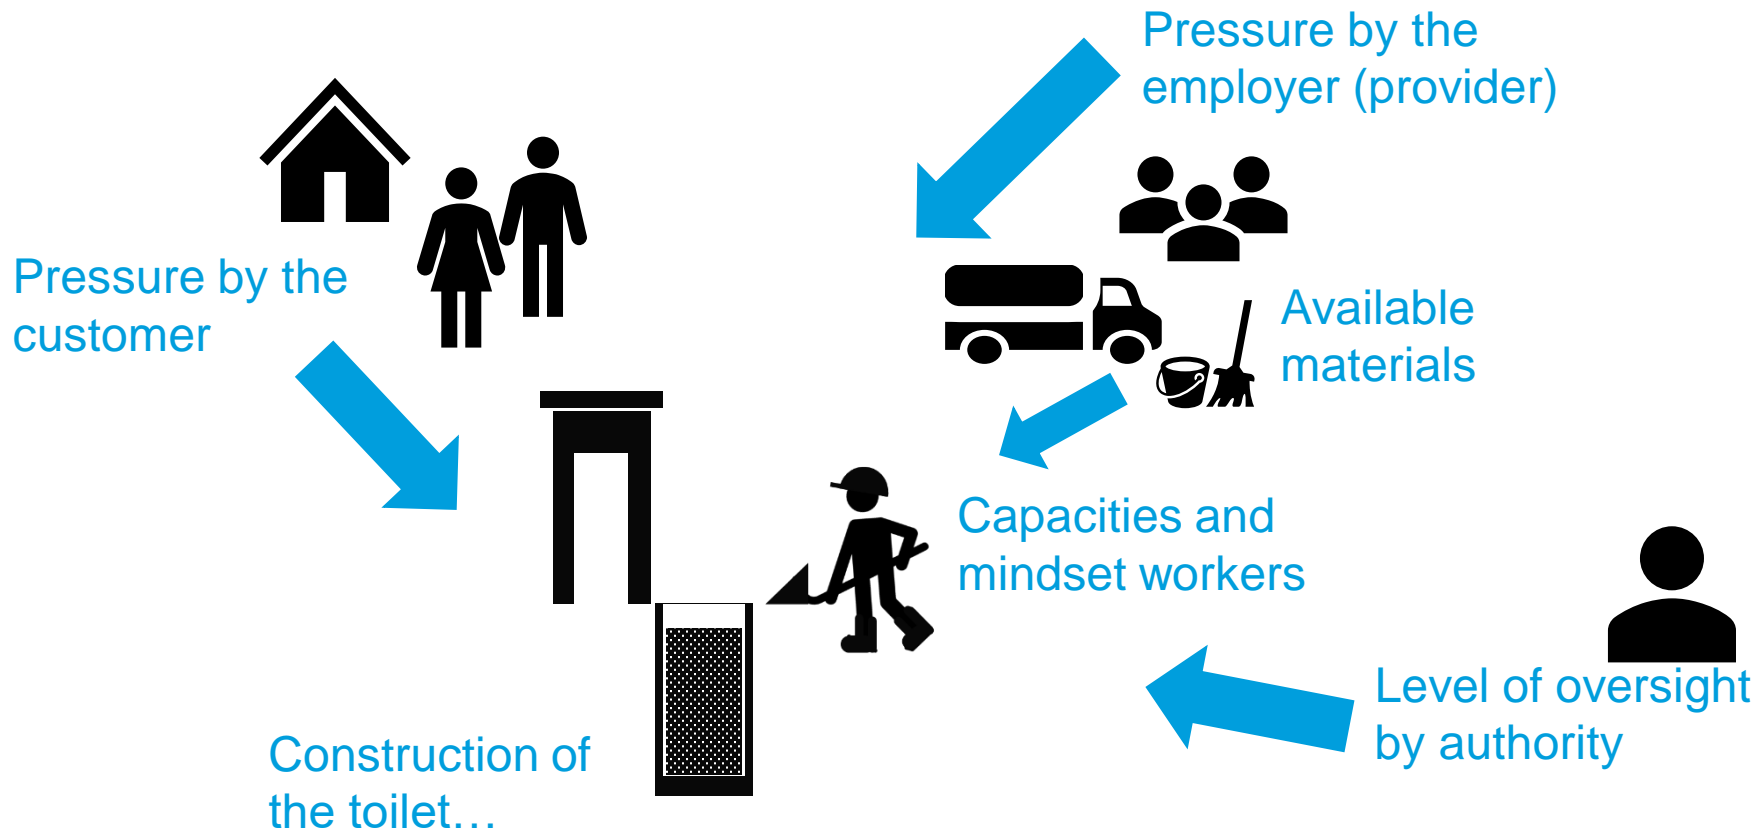 Pressure by the
employer (provider)
Pressure by the
customer
Available
materials
Capacities and
mindset workers
Level of oversight
by authority
Construction of
the toilet…